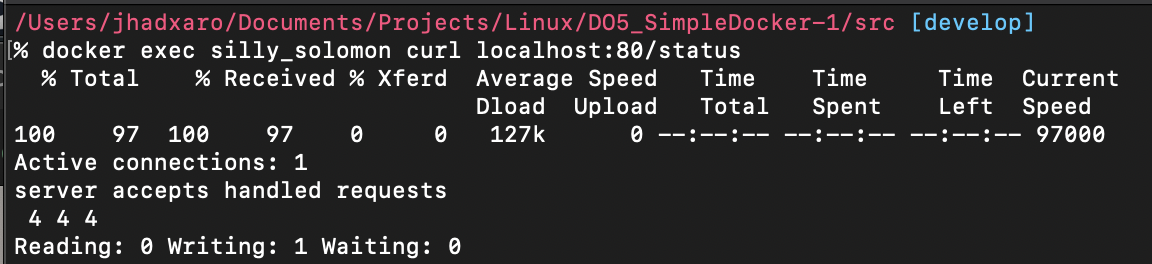 /Users/jhadxaro/Documents/Projects/Linux/DO5_SimpleDocker-1/src [develop]
[% docker exec silly_solomon curl localhost:80/status
  % Total    % Received % Xferd  Average Speed   Time    Time     Time  Current
                                 Dload  Upload   Total   Spent    Left  Speed
100    97  100    97    0     0   127k      0 --:--:-- --:--:-- --:--:-- 97000
Active connections: 1
server accepts handled requests
 4 4 4
Reading: 0 Writing: 1 Waiting: 0